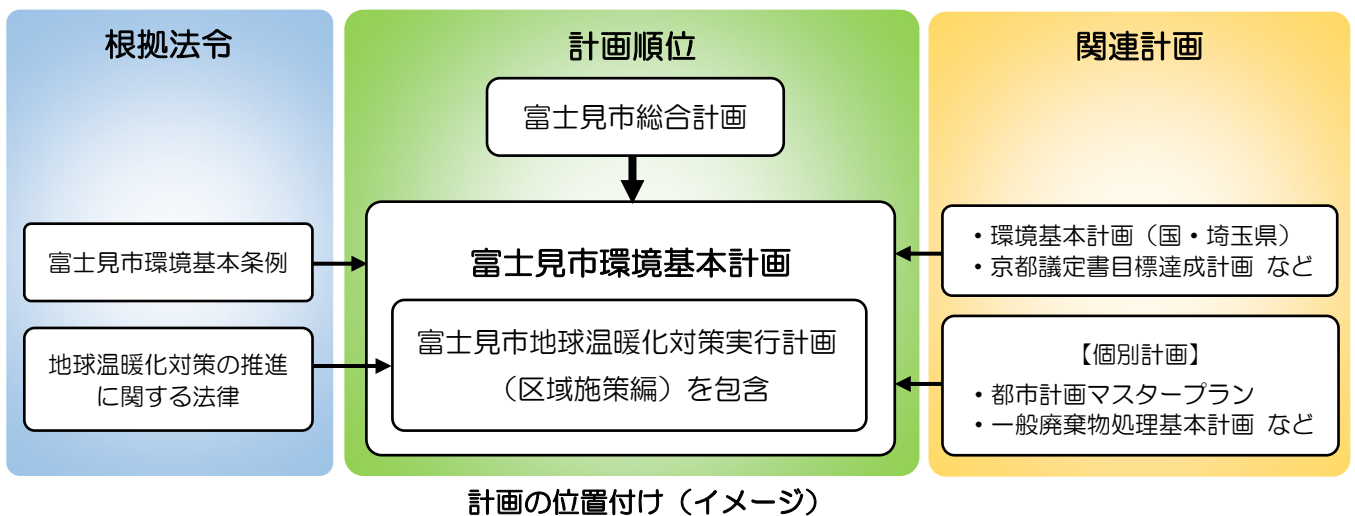 根拠法令
富士見市環境基本条例
地球温暖化対策の推進
に関する法律
計画順位
富士見市総合計画
富士見市環境基本計画
富士見市地球温暖化対策実行計画
（区域施策編）を包含
関連計画
・環境基本計画（国・埼玉県）
・京都議定書目標達成計画 など
【個別計画】
・都市計画マスタープラン
・一般廃棄物処理基本計画 など
計画の位置付け（イメージ）